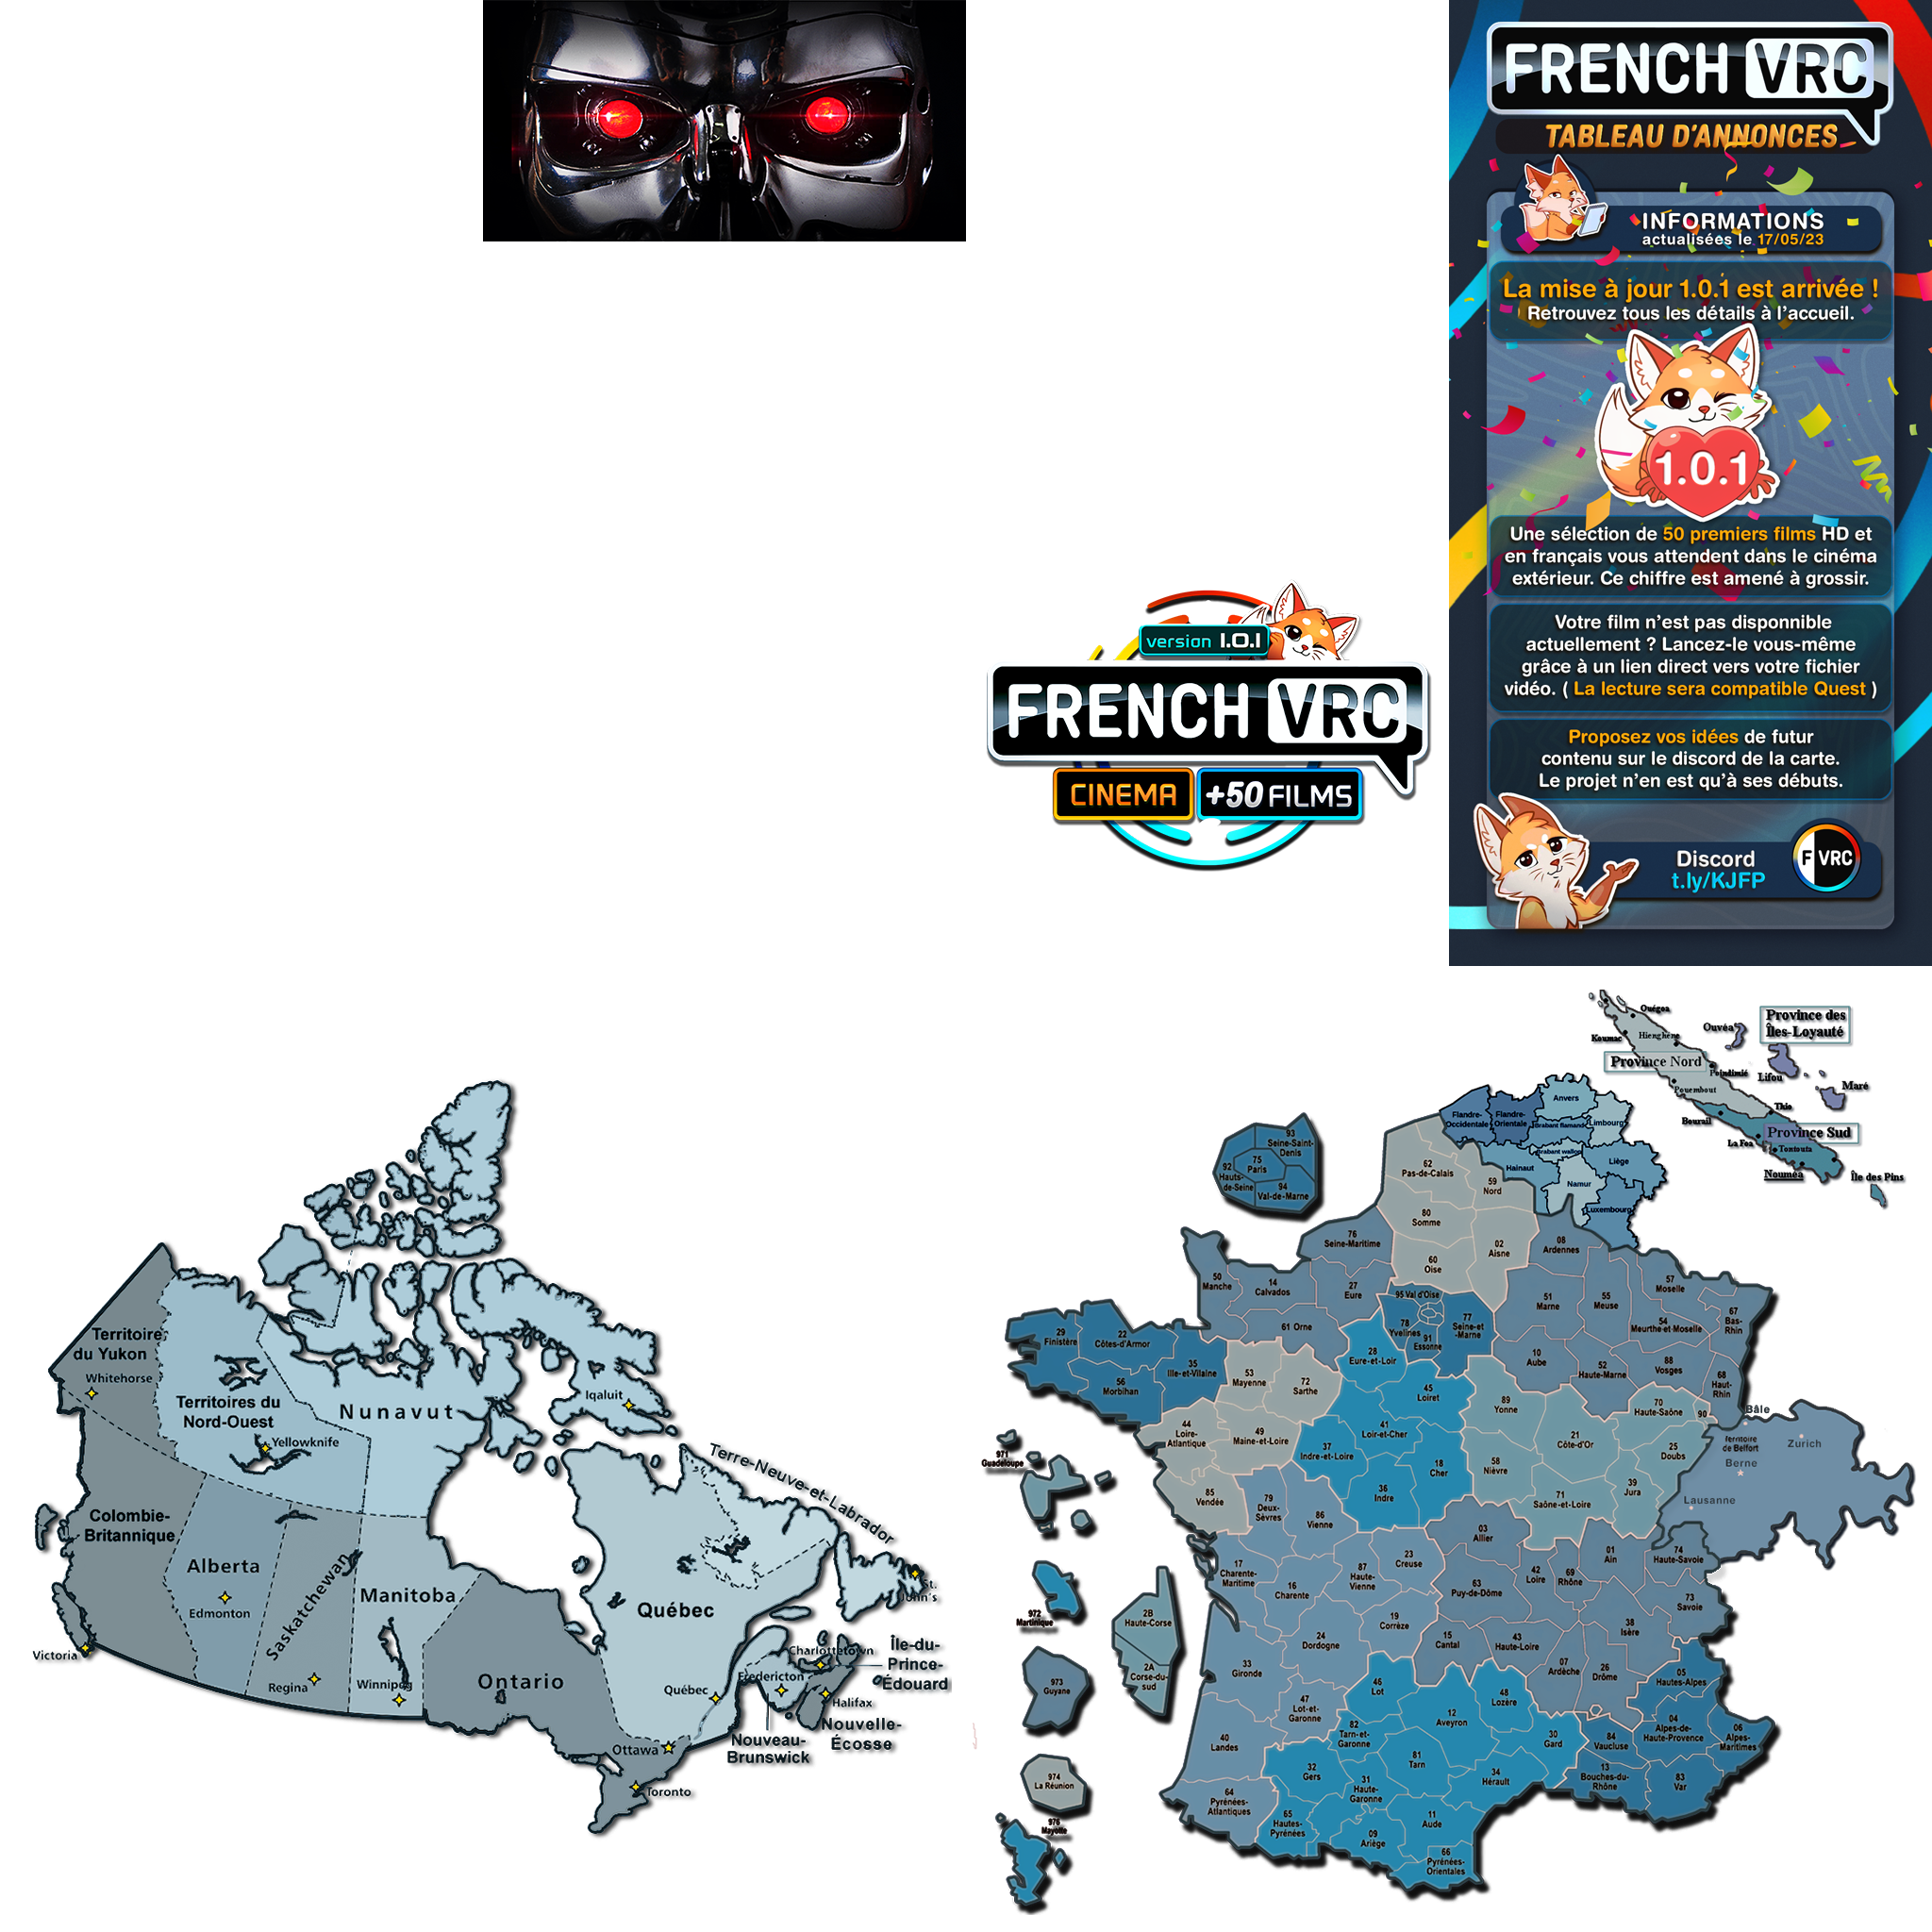 FRENCH VRC
TABLEAU D'ANNONCES
INFORMATIONS
actualisées le 17/05/23
La mise à jour 1.0.1 est arrivée !
Retrouvez tous les détails à l'accueil.
1.0.1
Une sélection de 50 premiers films HD et
en français vous attendent dans le cinéma
extérieur. Ce chiffre est amené à grossir.
Votre film n'est pas disponnible
actuellement ? Lancez-le vous-même
grâce à un lien direct vers votre fichier
vidéo. ( La lecture sera compatible Quest )
Proposez vos idées de futur
contenu sur le discord de la carte.
Le projet n'en est qu'à ses débuts.
Discord
t.ly/KJFP
F VRC
version 1.0.1
FRENCH VRC
CINEMA
+50 FILMS
Territoire
du Yukon
Whitehorse
Territoires du
Nord-Ouest
Yellowknife
Nunavut
Iqaluit
Terre-Neuve-et-Labrador
St.
John's
Colombie-
Britannique
Victoria
Alberta
Edmonton
Saskatchewan
Regina
Manitoba
Winnipeg
Ontario
Ottawa
Toronto
Québec
Québec
Charlottetown
Île-du-
Prince-
Édouard
Fredericton
Halifax
Nouvelle-
Écosse
Nouveau-
Brunswick
Ouégoa
Koumac
Hienghène
Ouvéa
Province des
Îles-Loyauté
Province Nord
Poindimié
Lifou
Pouembout
Maré
Thio
Bourail
Province Sud
La Foa
Tontouta
Nouméa
Île des Pins
Flandre-
Occidentale
Flandre-
Orientale
Anvers
Brabant flamand
Limbourg
Brabant wallon
Hainaut
Liège
Namur
Luxembourg
93
Seine-Saint-
Denis
92
Hauts-
de-Seine
75
Paris
94
Val-de-Marne
62
Pas-de-Calais
59
Nord
80
Somme
02
Aisne
60
Oise
76
Seine-Maritime
27
Eure
50
Manche
14
Calvados
61 Orne
08
Ardennes
51
Marne
55
Meuse
57
Moselle
54
Meurthe-et-Moselle
67
Bas-
Rhin
10
Aube
52
Haute-Marne
88
Vosges
68
Haut-
Rhin
95 Val d'Oise
78
Yvelines
91
Essonne
77
Seine-et
-Marne
29
Finistère
22
Côtes-d'Armor
35
Ille-et-Vilaine
56
Morbihan
53
Mayenne
72
Sarthe
44
Loire-
Atlantique
49
Maine-et-Loire
85
Vendée
28
Eure-et-Loir
45
Loiret
41
Loir-et-Cher
37
Indre-et-Loire
18
Cher
36
Indre
89
Yonne
70
Haute-Saône
90
Territoire
de Belfort
21
Côte-d'Or
25
Doubs
58
Nièvre
39
Jura
71
Saône-et-Loire
Bâle
Zurich
Berne
Lausanne
79
Deux-
Sèvres
86
Vienne
17
Charente-
Maritime
16
Charente
87
Haute-
Vienne
23
Creuse
19
Corrèze
24
Dordogne
33
Gironde
47
Lot-et-
Garonne
40
Landes
64
Pyrénées-
Atlantiques
03
Allier
63
Puy-de-Dôme
42
Loire
69
Rhône
01
Ain
74
Haute-Savoie
73
Savoie
38
Isère
15
Cantal
43
Haute-Loire
07
Ardèche
26
Drôme
46
Lot
48
Lozère
12
Aveyron
82
Tarn-et-
Garonne
30
Gard
81
Tarn
32
Gers
31
Haute-
Garonne
34
Hérault
65
Hautes-
Pyrénées
11
Aude
09
Ariège
66
Pyrénées-
Orientales
05
Hautes-Alpes
04
Alpes-de-
Haute-Provence
06
Alpes-
Maritimes
84
Vaucluse
13
Bouches-du-
Rhône
83
Var
971
Guadeloupe
972
Martinique
973
Guyane
974
La Réunion
976
Mayotte
2B
Haute-Corse
2A
Corse-du-
sud